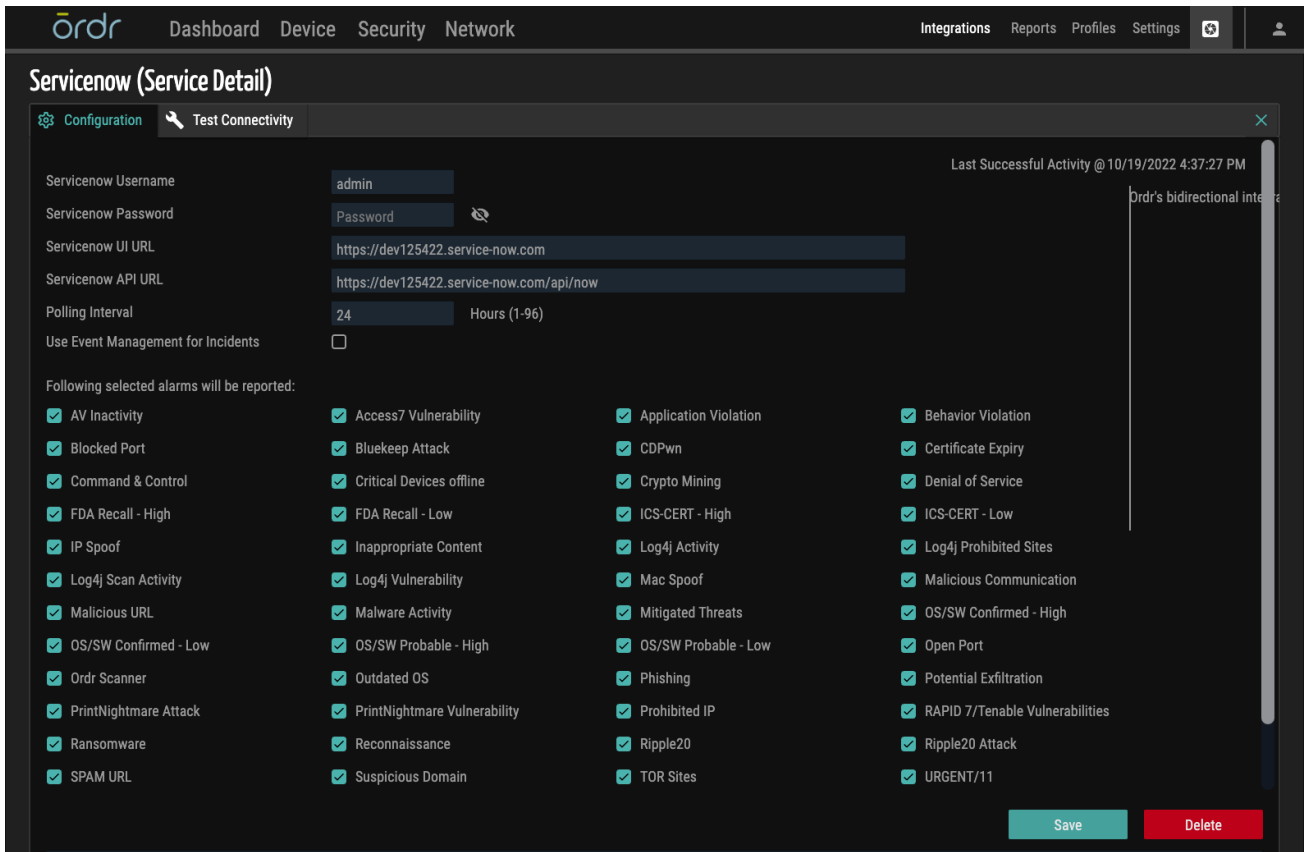 ōrdr Dashboard Device Security Network Integrations Reports Profiles Settings
Servicenow (Service Detail)
Configuration Test Connectivity
Last Successful Activity @ 10/19/2022 4:37:27 PM
Servicenow Username admin
Ordr's bidirectional integra
Servicenow Password Password
Servicenow UI URL https://dev125422.service-now.com
Servicenow API URL https://dev125422.service-now.com/api/now
Polling Interval 24 Hours (1-96)
Use Event Management for Incidents
Following selected alarms will be reported:
AV Inactivity Access7 Vulnerability Application Violation Behavior Violation
Blocked Port Bluekeep Attack CDPwn Certificate Expiry
Command & Control Critical Devices offline Crypto Mining Denial of Service
FDA Recall - High FDA Recall - Low ICS-CERT - High ICS-CERT - Low
IP Spoof Inappropriate Content Log4j Activity Log4j Prohibited Sites
Log4j Scan Activity Log4j Vulnerability Mac Spoof Malicious Communication
Malicious URL Malware Activity Mitigated Threats OS/SW Confirmed - High
OS/SW Confirmed - Low OS/SW Probable - High OS/SW Probable - Low Open Port
Ordr Scanner Outdated OS Phishing Potential Exfiltration
PrintNightmare Attack PrintNightmare Vulnerability Prohibited IP RAPID 7/Tenable Vulnerabilities
Ransomware Reconnaissance Ripple20 Ripple20 Attack
SPAM URL Suspicious Domain TOR Sites URGENT/11
Save Delete